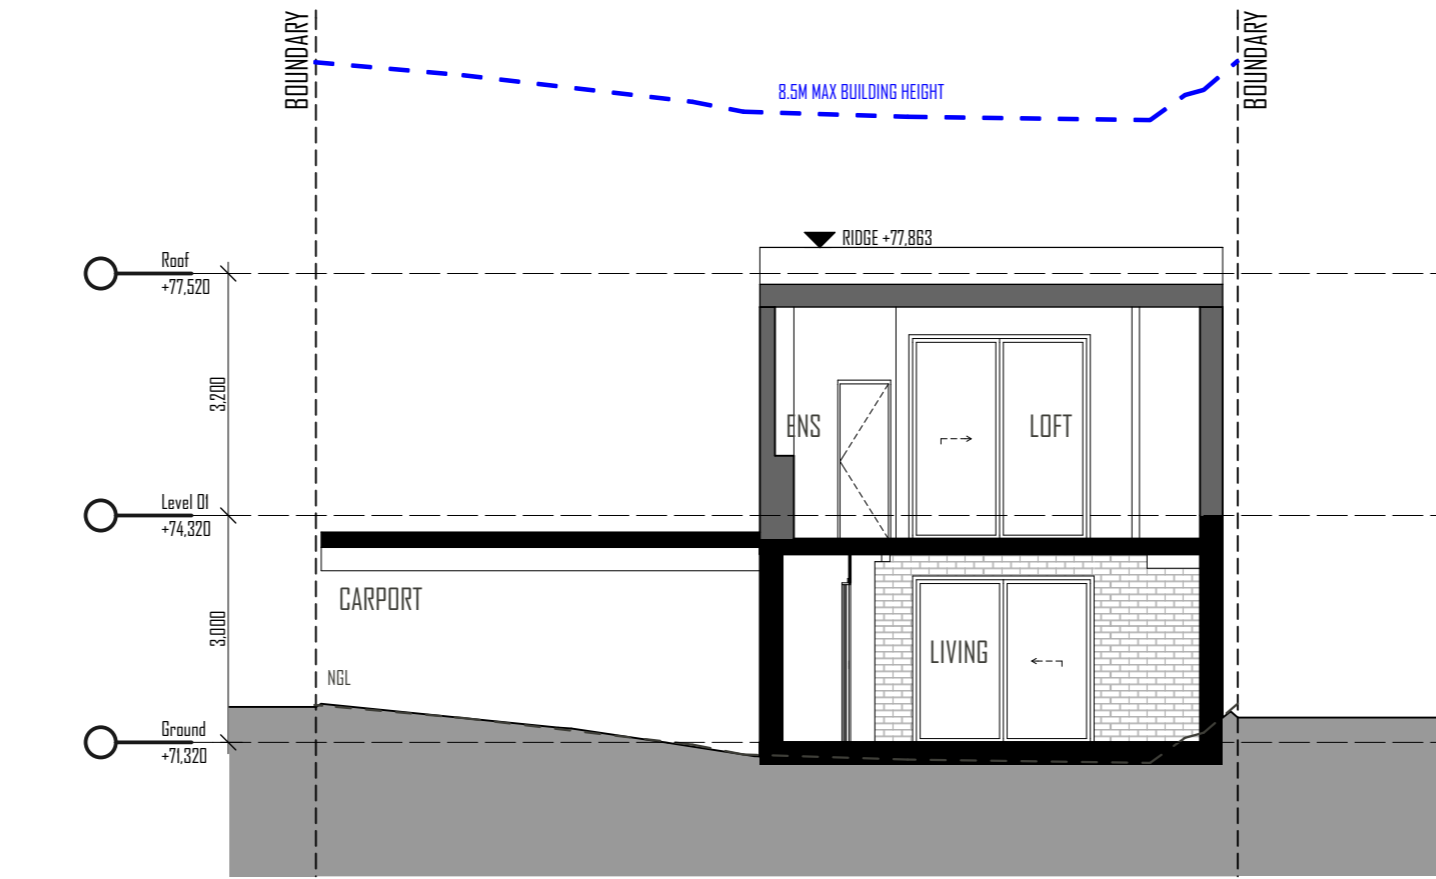 BOUNDARY
BOUNDARY
8.5M MAX BUILDING HEIGHT
RIDGE +77,863
Roof
+77,520
3,200
ENS
LOFT
Level 01
+74,320
CARPORT
3,000
LIVING
NGL
Ground
+71,320